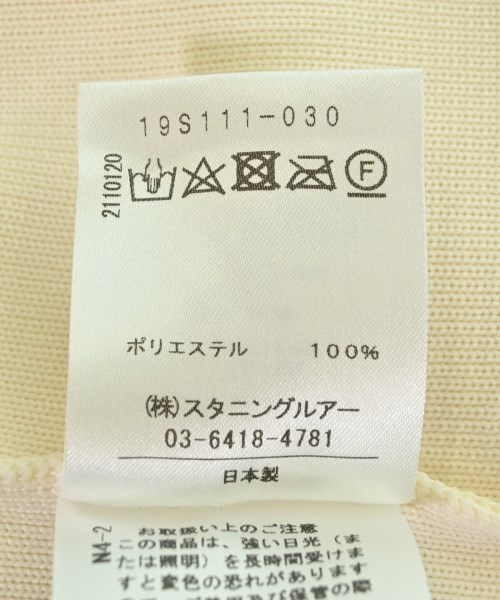 19S111-030
2110120
F
ポリエステル 100%
(株)スタニングルアー
03-6418-4781
日本製
N4-2
お取扱い上のご注意
この商品は、強い日光(ま
たは照明)を長時間受けま
すと変色の恐れがあります